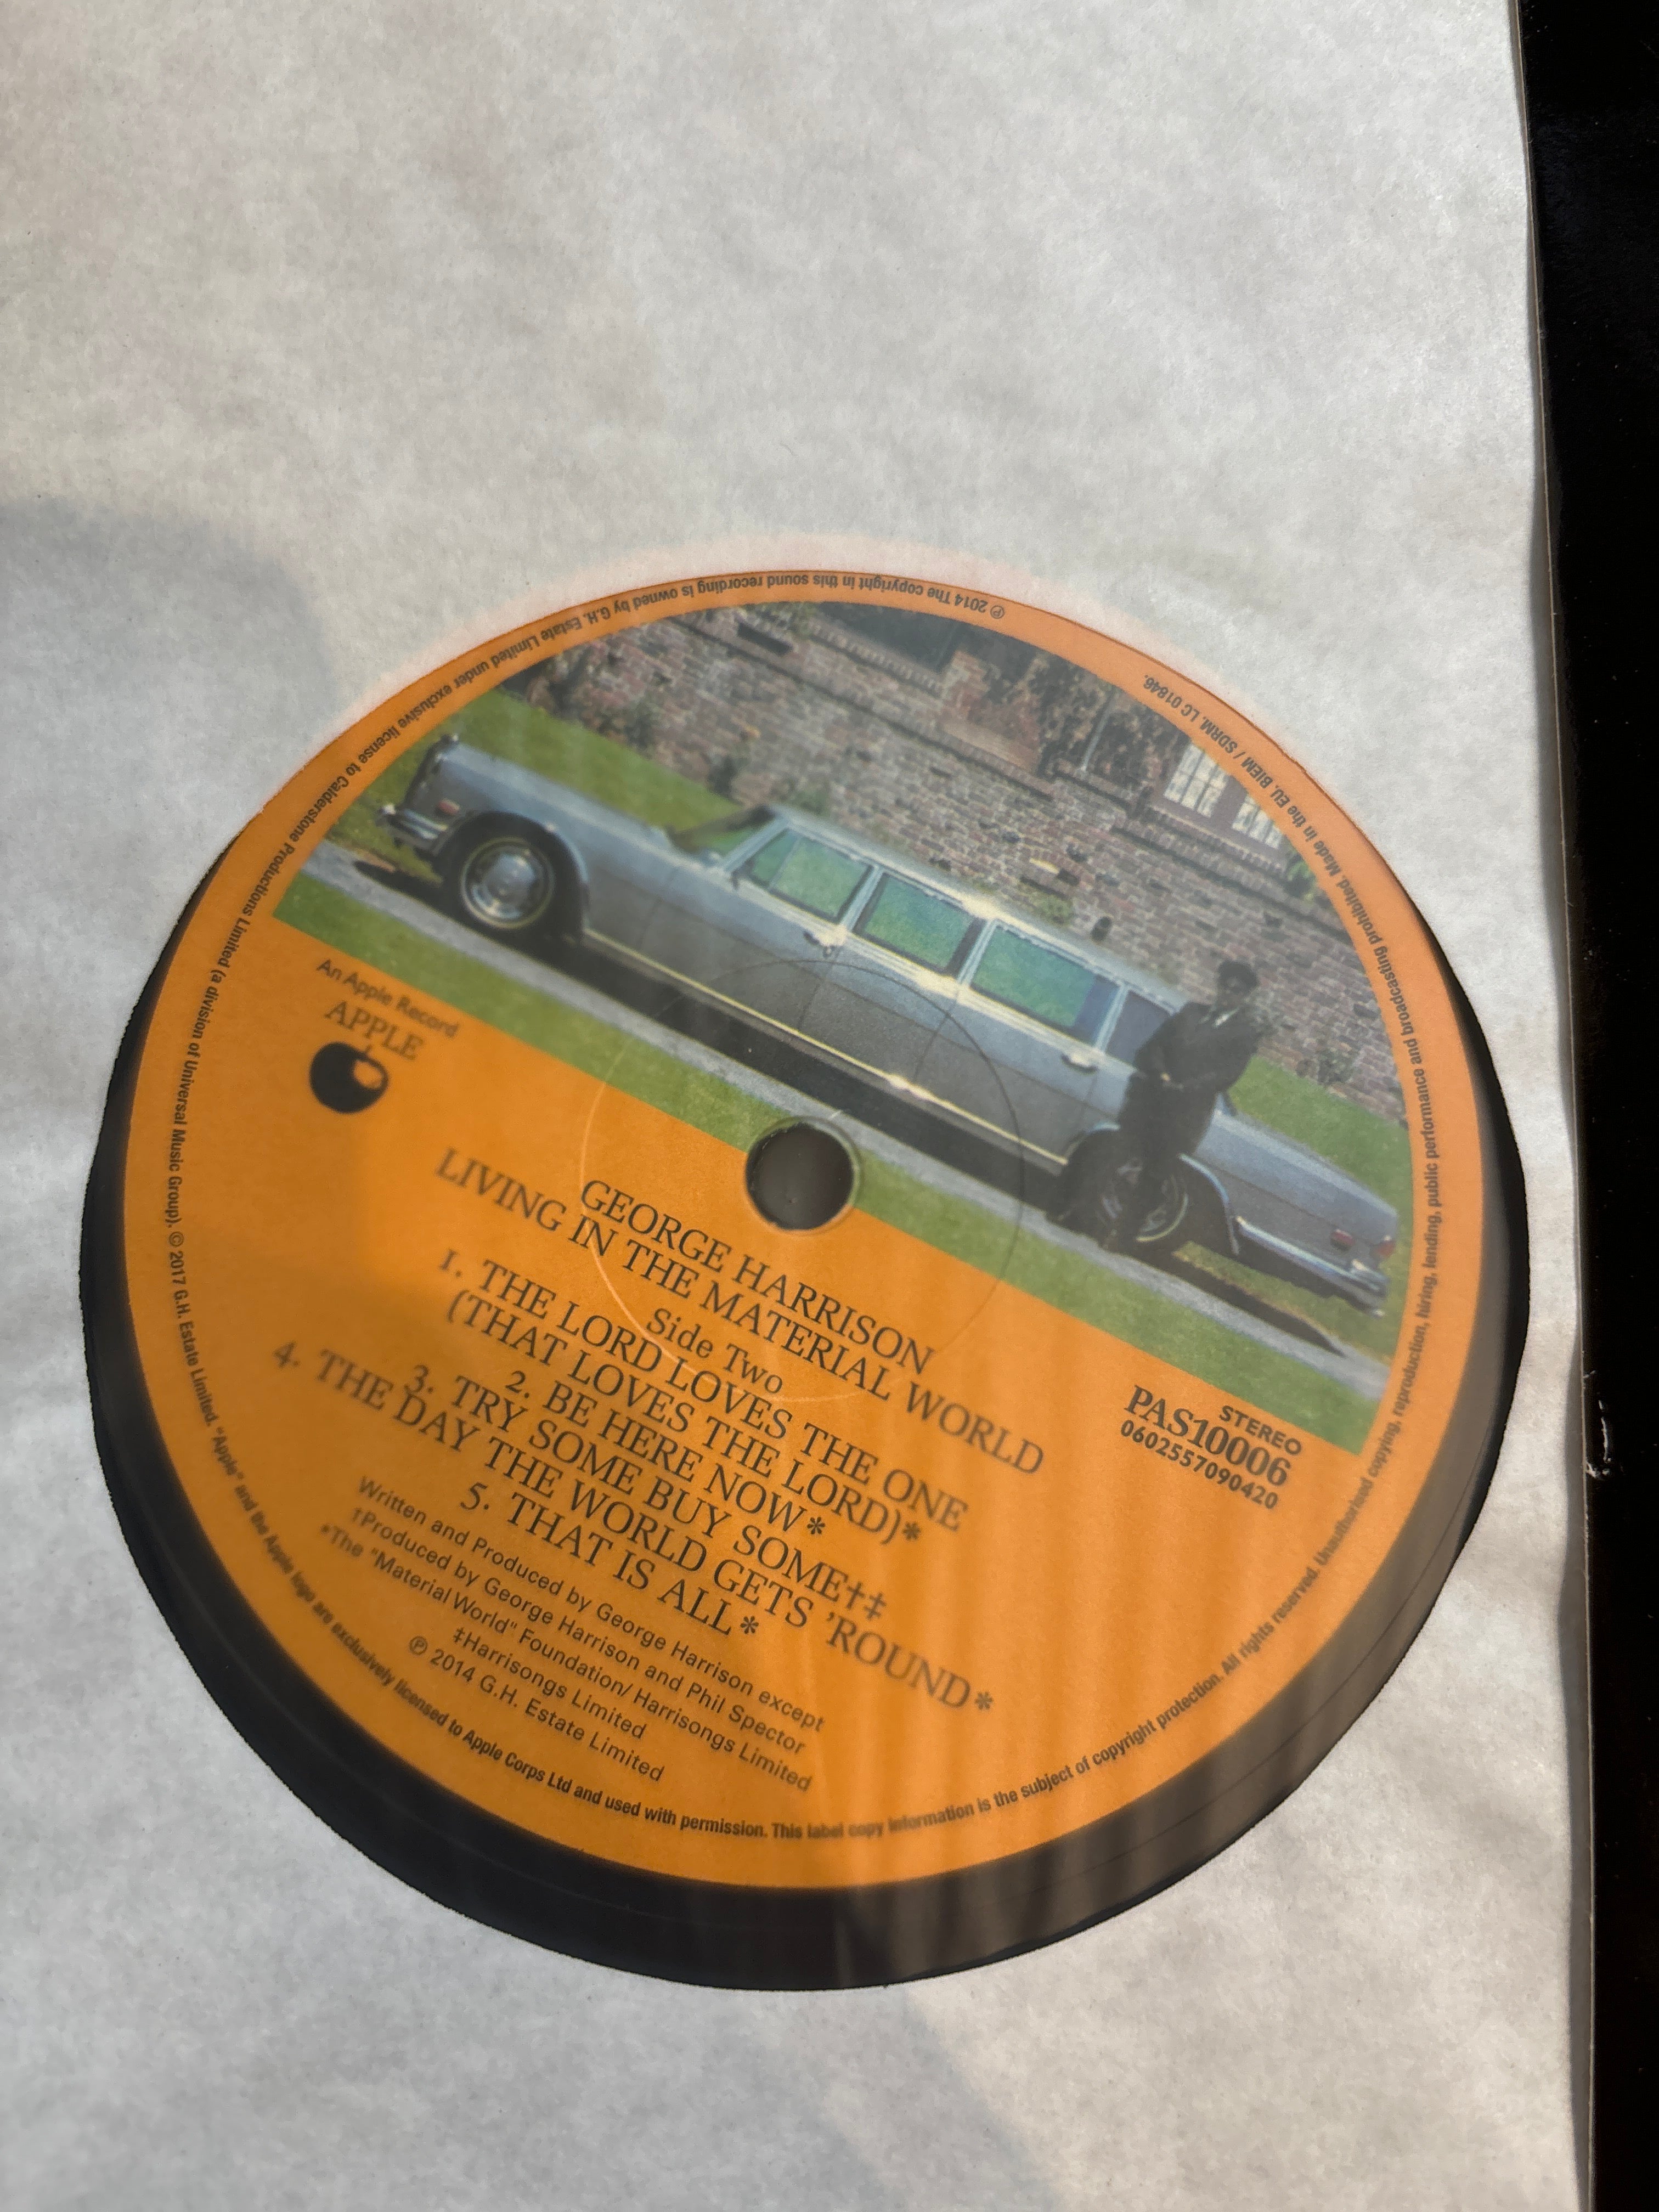 An Apple Record
APPLE
GEORGE HARRISON
LIVING IN THE MATERIAL WORLD
Side Two
STEREO
PAS10006
0602557090420
1. THE LORD LOVES THE ONE
(THAT LOVES THE LORD)*
2. BE HERE NOW*
3. TRY SOME BUY SOME†‡
4. THE DAY THE WORLD GETS 'ROUND*
5. THAT IS ALL*
Written and Produced by George Harrison except
†Produced by George Harrison and Phil Spector
*The "Material World" Foundation/ Harrisongs Limited
‡Harrisongs Limited
℗ 2014 G.H. Estate Limited
℗ 2014 The copyright in this sound recording is owned by G.H. Estate Limited under exclusive license to Calderstone Productions Limited (a division of Universal Music Group). © 2017 G.H. Estate Limited. "Apple" and the Apple logo are exclusively licensed to Apple Corps Ltd and used with permission. This label copy information is the subject of copyright protection. All rights reserved. Unauthorised copying, reproduction, hiring, lending, public performance and broadcasting prohibited. Made in the EU. BIEM / SDRM. LC 01846.